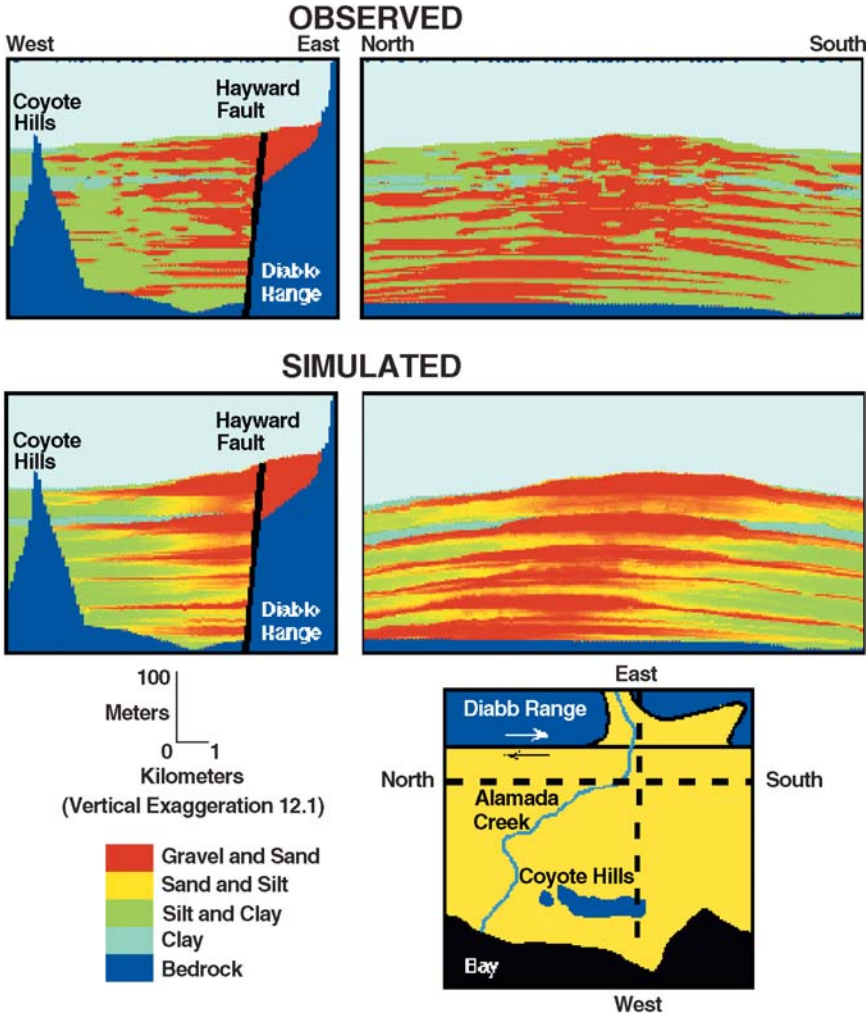 OBSERVED
West East North South
Coyote
Hills
Hayward
Fault
Diablo
Range
SIMULATED
Coyote
Hills
Hayward
Fault
Diablo
Range
100
Meters
0 1
Kilometers
(Vertical Exaggeration 12.1)
Gravel and Sand
Sand and Silt
Silt and Clay
Clay
Bedrock
East
Diabb Range
North South
Alamada
Creek
Coyote Hills
Bay
West